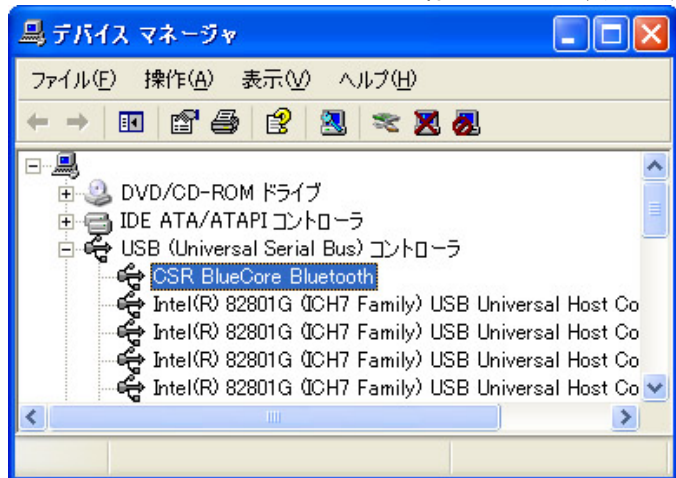 デバイス マネージャ
ファイル(F) 操作(A) 表示(V) ヘルプ(H)
DVD/CD-ROM ドライブ
IDE ATA/ATAPI コントローラ
USB (Universal Serial Bus) コントローラ
CSR BlueCore Bluetooth
Intel(R) 82801G (ICH7 Family) USB Universal Host Co
Intel(R) 82801G (ICH7 Family) USB Universal Host Co
Intel(R) 82801G (ICH7 Family) USB Universal Host Co
Intel(R) 82801G (ICH7 Family) USB Universal Host Co